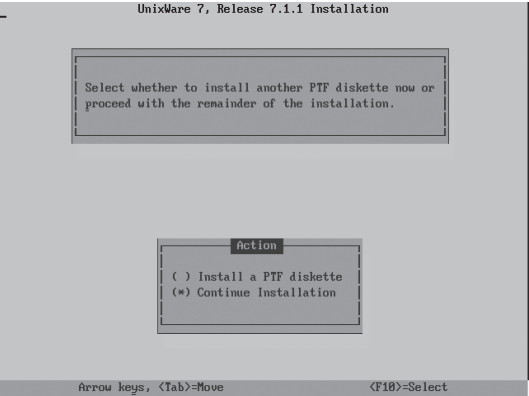 UnixWare 7, Release 7.1.1 Installation
Select whether to install another PTF diskette now or
proceed with the remainder of the installation.
Action
( ) Install a PTF diskette
(*) Continue Installation
Arrow keys, <Tab>=Move <F10>=Select